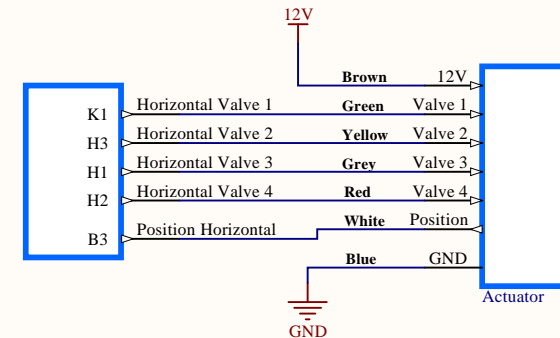 12V
Brown 12V
K1 Horizontal Valve 1 Green Valve 1
H3 Horizontal Valve 2 Yellow Valve 2
H1 Horizontal Valve 3 Grey Valve 3
H2 Horizontal Valve 4 Red Valve 4
B3 Position Horizontal White Position
Blue GND
Actuator
GND